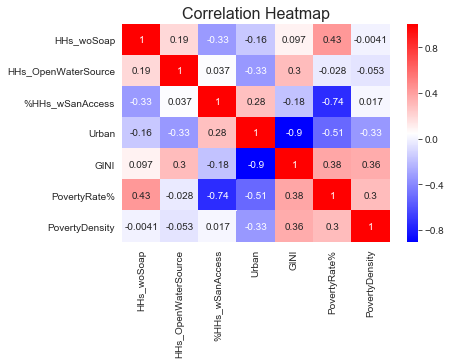 Correlation Heatmap
HHs_woSoap 1 0.19 -0.33 -0.16 0.097 0.43 -0.0041
HHs_OpenWaterSource 0.19 1 0.037 -0.33 0.3 -0.028 -0.053
%HHs_wSanAccess -0.33 0.037 1 0.28 -0.18 -0.74 0.017
Urban -0.16 -0.33 0.28 1 -0.9 -0.51 -0.33
GINI 0.097 0.3 -0.18 -0.9 1 0.38 0.36
PovertyRate% 0.43 -0.028 -0.74 -0.51 0.38 1 0.3
PovertyDensity -0.0041 -0.053 0.017 -0.33 0.36 0.3 1
HHs_woSoap
HHs_OpenWaterSource
%HHs_wSanAccess
Urban
GINI
PovertyRate%
PovertyDensity
0.8
0.4
0.0
−0.4
−0.8